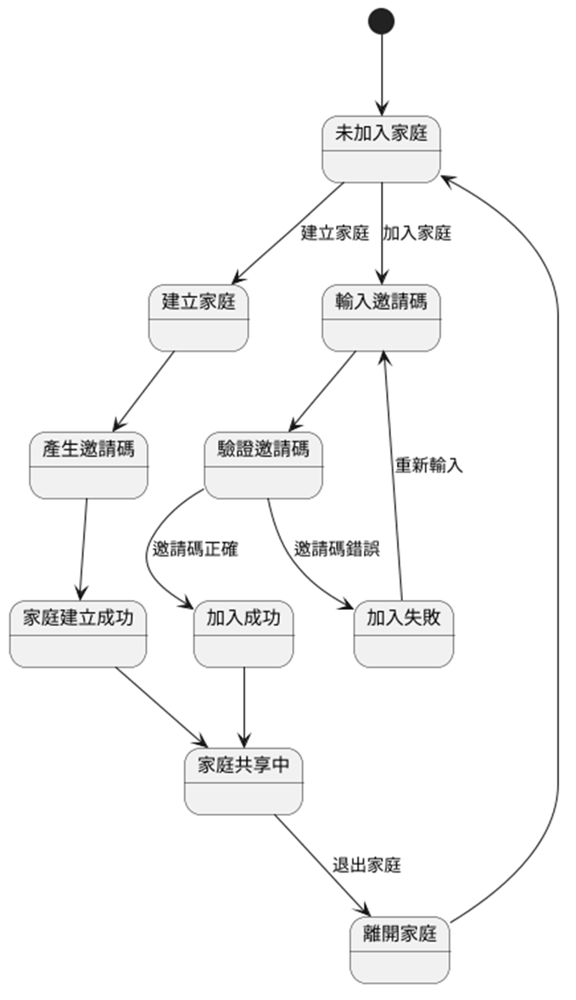 未加入家庭
建立家庭
加入家庭
建立家庭
輸入邀請碼
產生邀請碼
驗證邀請碼
重新輸入
邀請碼正確
邀請碼錯誤
家庭建立成功
加入成功
加入失敗
家庭共享中
退出家庭
離開家庭